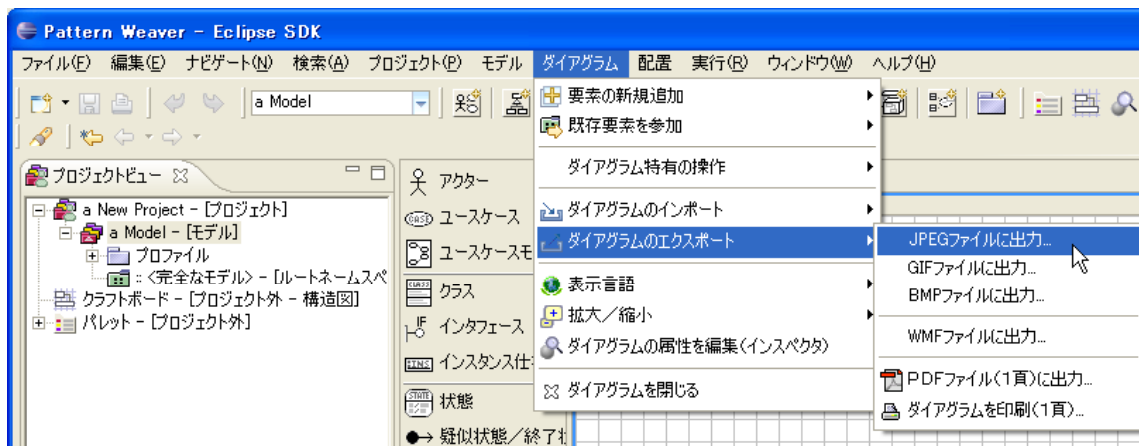 Pattern Weaver - Eclipse SDK
ファイル(F) 編集(E) ナビゲート(N) 検索(A) プロジェクト(P) モデル ダイアグラム 配置 実行(R) ウィンドウ(W) ヘルプ(H)
a Model
要素の新規追加
既存要素を参加
ダイアグラム特有の操作
ダイアグラムのインポート
ダイアグラムのエクスポート
表示言語
拡大／縮小
ダイアグラムの属性を編集(インスペクタ)
ダイアグラムを閉じる
JPEGファイルに出力...
GIFファイルに出力...
BMPファイルに出力...
WMFファイルに出力...
PDFファイル(1頁)に出力...
ダイアグラムを印刷(1頁)...
プロジェクトビュー
a New Project - [プロジェクト]
a Model - [モデル]
プロファイル
:: <完全なモデル> - [ルートネームスペ
クラフトボード - [プロジェクト外 - 構造図]
パレット - [プロジェクト外]
アクター
CASE ユースケース
ユースケースモ
CLASS クラス
IF インタフェース
:INS インスタンス仕
STATE 状態
疑似状態／終了